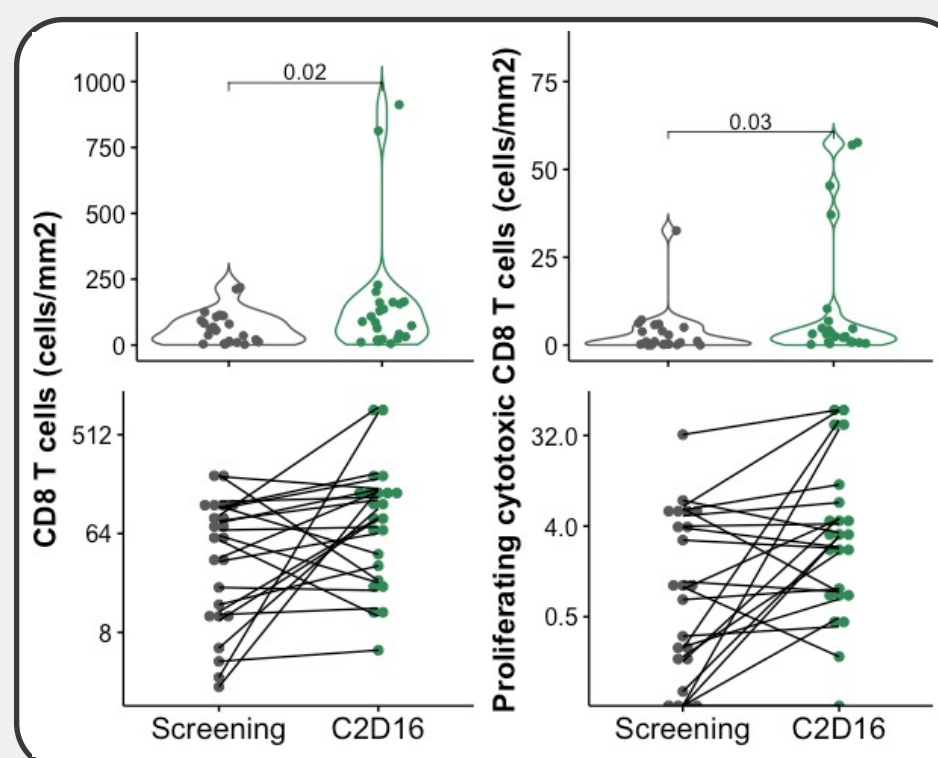 CD8 T cells (cells/mm2)
1000
750
500
250
0
0.02
512
64
8
Screening
C2D16
Proliferating cytotoxic CD8 T cells (cells/mm2)
75
50
25
0
0.03
32.0
4.0
0.5
Screening
C2D16